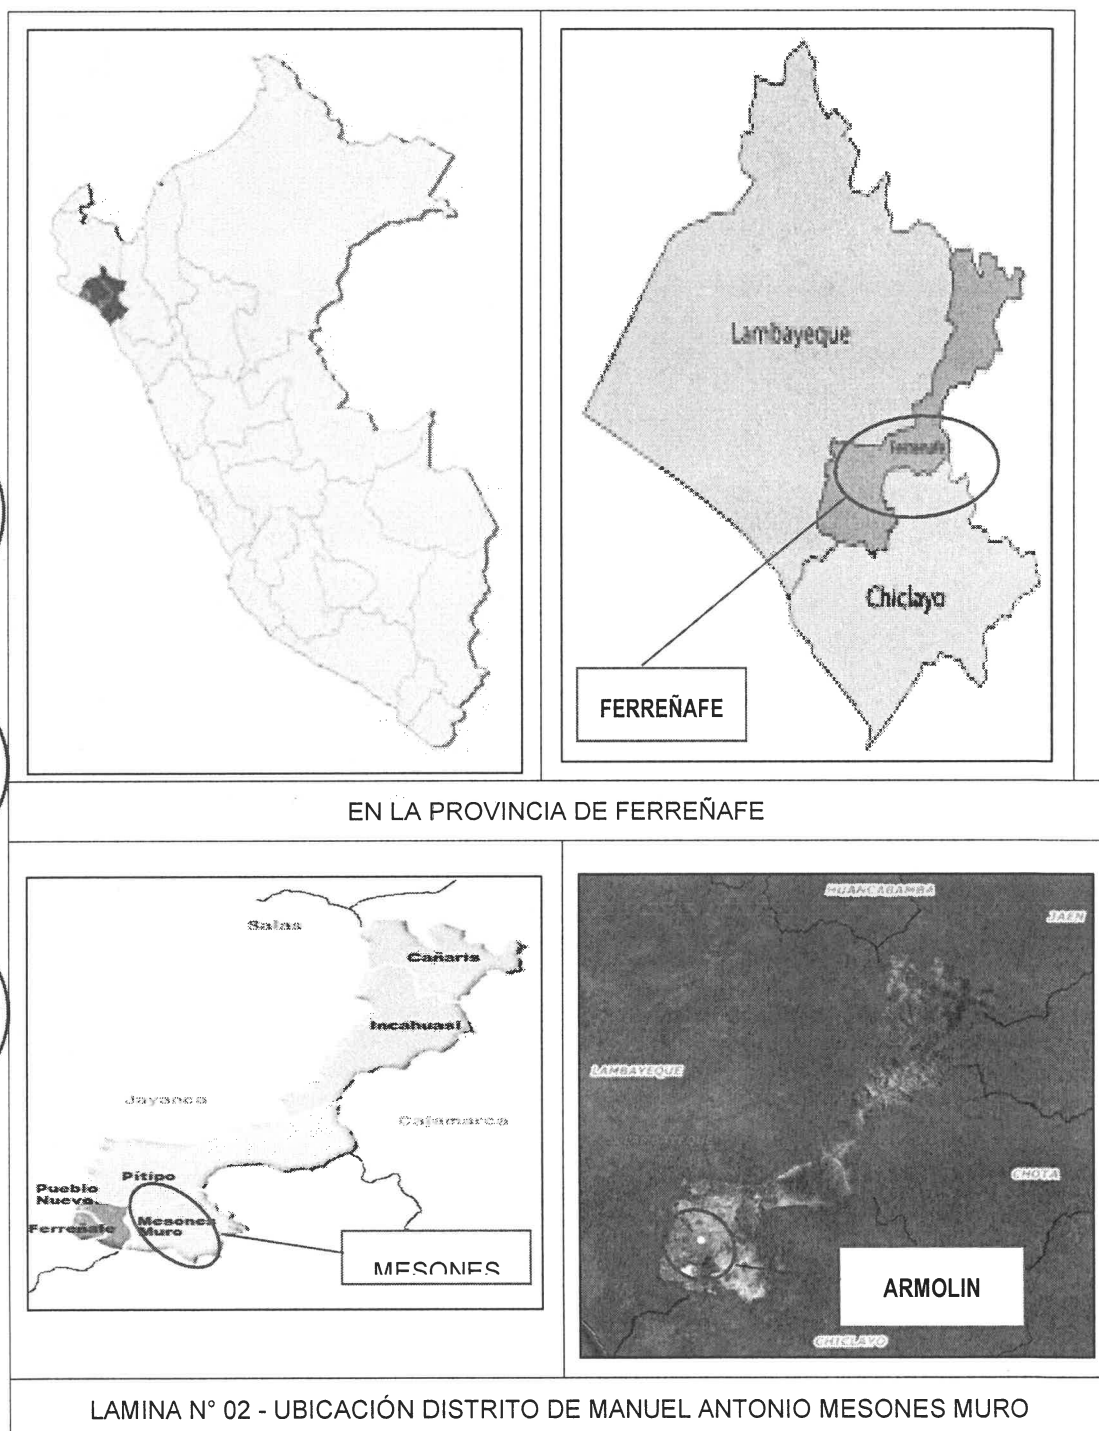 Lambayeque
Ferreñafe
Chiclayo
FERREÑAFE
EN LA PROVINCIA DE FERREÑAFE
Salas
Cañaris
Incahuasi
Jayanca
Cajamarca
Pitipo
Pueblo
Nuevo
Ferreñafe
Mesones
Muro
MESONES
HUANCABAMBA
JAEN
LAMBAYEQUE
CHOTA
ARMOLIN
CHICLAYO
LAMINA N° 02 - UBICACIÓN DISTRITO DE MANUEL ANTONIO MESONES MURO